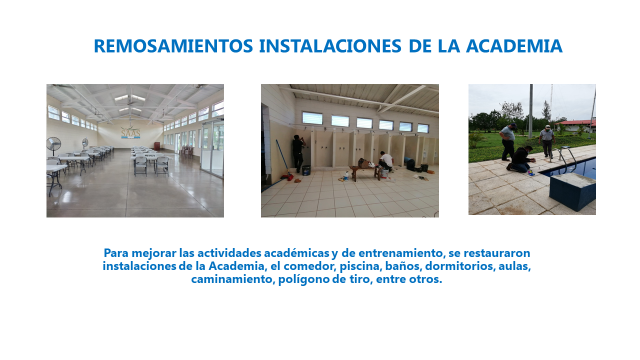 REMOSAMIENTOS INSTALACIONES DE LA ACADEMIA
Para mejorar las actividades académicas y de entrenamiento, se restauraron
instalaciones de la Academia, el comedor, piscina, baños, dormitorios, aulas,
caminamiento, polígono de tiro, entre otros.